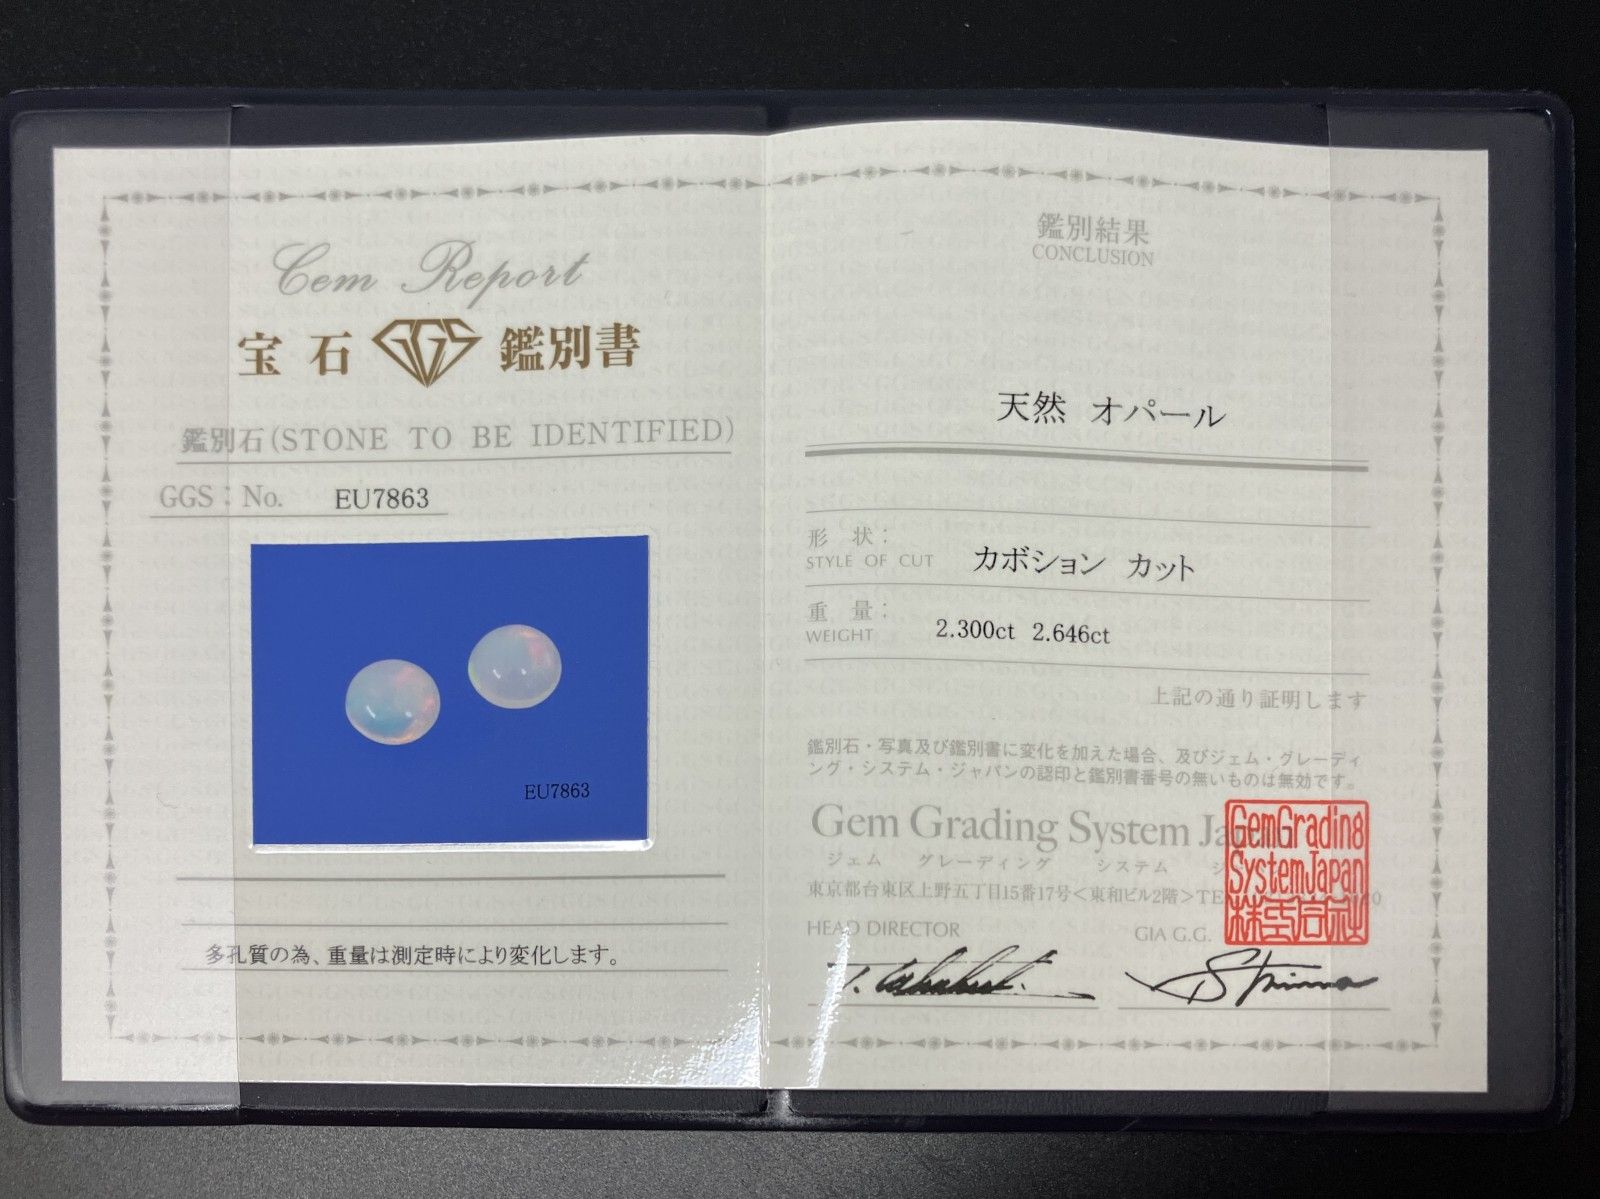 Gem Report
宝石 GGS 鑑別書
鑑別石(STONE TO BE IDENTIFIED)
GGS:No. EU7863
EU7863
多孔質の為、重量は測定時により変化します。
鑑別結果
CONCLUSION
天然 オパール
形 状:
STYLE OF CUT カボション カット
重 量:
WEIGHT 2.300ct 2.646ct
上記の通り証明します
鑑別石・写真及び鑑別書に変化を加えた場合、及びジェム・グレーディ
ング・システム・ジャパンの認印と鑑別書番号の無いものは無効です。
Gem Grading System
ジェム グレーディング システム
東京都台東区上野五丁目15番17号<東和ビル2階>
GemGrading
SystemJapan
株式会社
HEAD DIRECTOR GIA G.G.